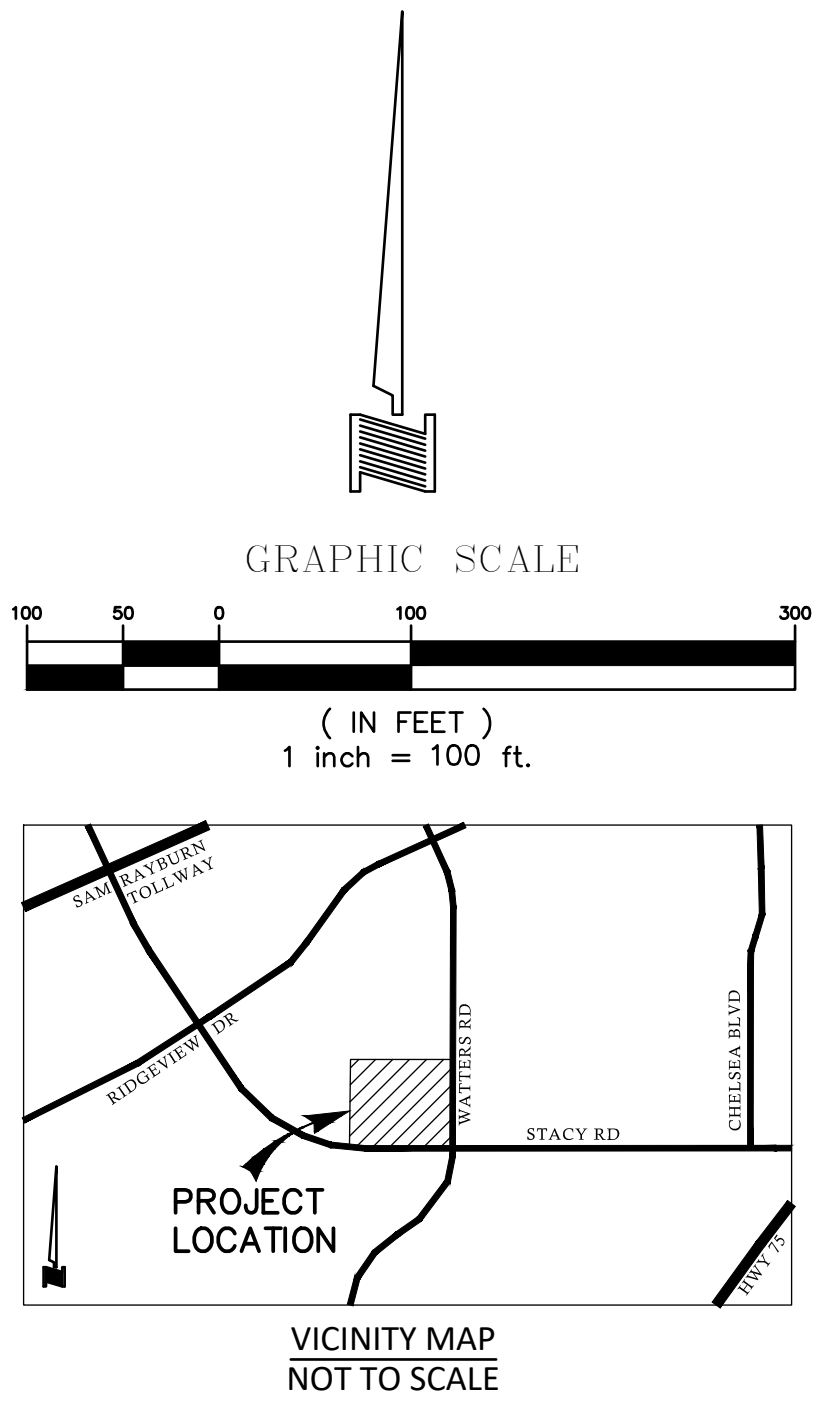 GRAPHIC SCALE
100 50 0 100 300
( IN FEET )
1 inch = 100 ft.
SAM RAYBURN
TOLLWAY
RIDGEVIEW DR
WATTERS RD
CHELSEA BLVD
STACY RD
PROJECT
LOCATION
HWY 75
VICINITY MAP
NOT TO SCALE